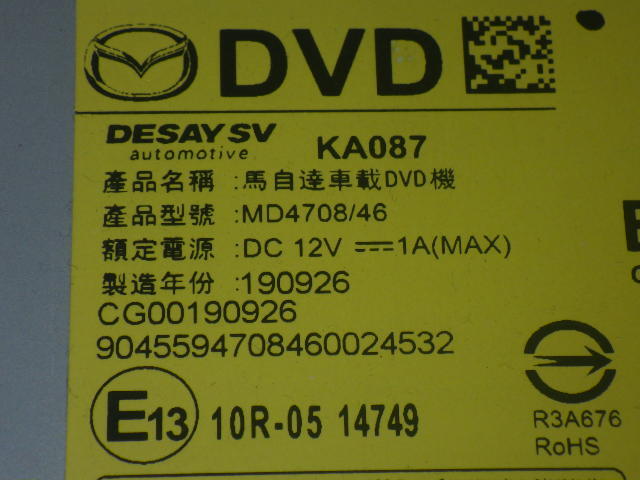 DVD
DESAY SV
automotive
KA087
產品名稱 :馬自達車載DVD機
產品型號 :MD4708/46
額定電源 :DC 12V ⎓ 1A(MAX)
製造年份 :190926
CG00190926
9045594708460024532
E13 10R-05 14749
R3A676
RoHS